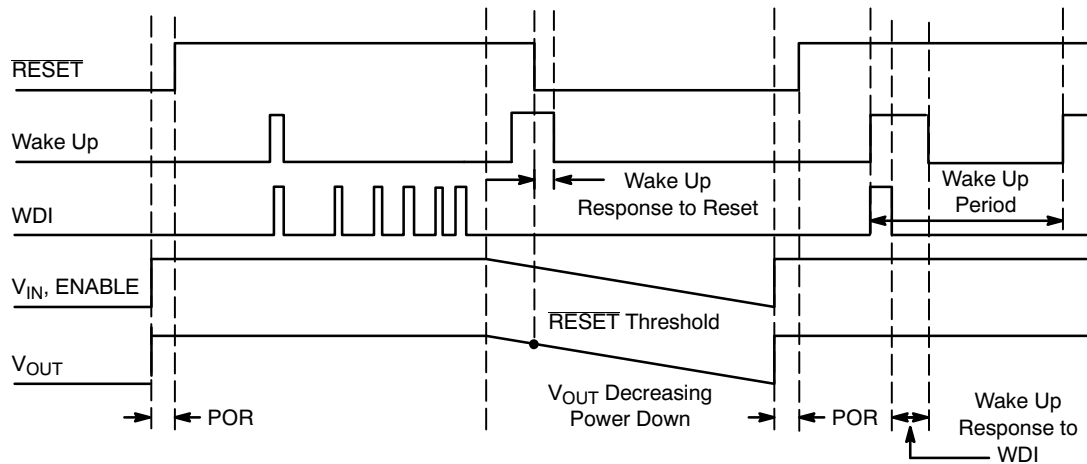 RESET
Wake Up
Wake Up
Response to Reset
Wake Up
Period
WDI
VIN, ENABLE
RESET Threshold
VOUT
VOUT Decreasing
Power Down
POR
POR
Wake Up
Response to
WDI